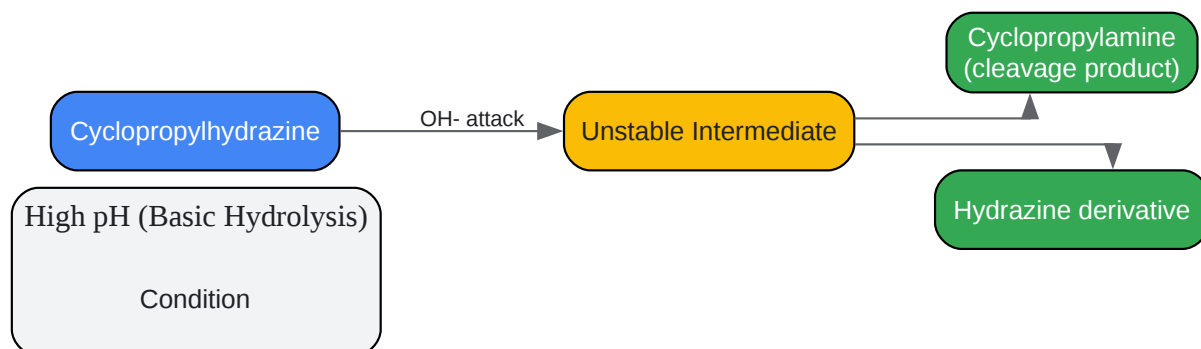 Cyclopropylhydrazine
OH- attack
Unstable Intermediate
Cyclopropylamine
(cleavage product)
Hydrazine derivative
High pH (Basic Hydrolysis)
Condition